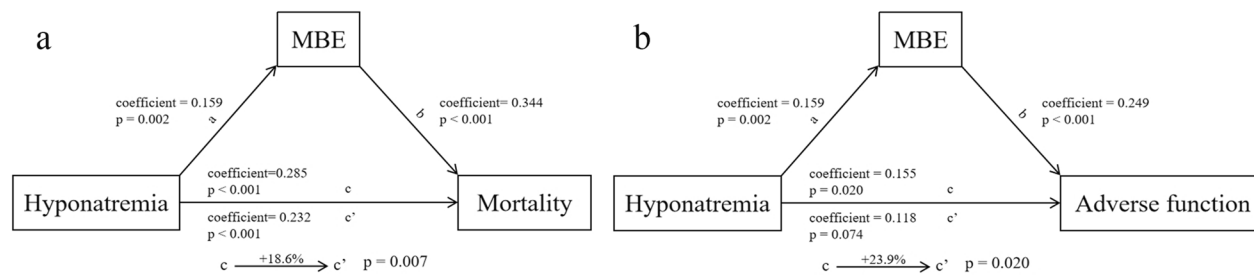 a
MBE
coefficient = 0.159
p = 0.002
a
b
coefficient= 0.344
p < 0.001
Hyponatremia
coefficient=0.285
p < 0.001
c
coefficient= 0.232
p < 0.001
c’
Mortality
c +18.6% c’ p = 0.007
b
MBE
coefficient = 0.159
p = 0.002
a
b
coefficient = 0.249
p < 0.001
Hyponatremia
coefficient = 0.155
p = 0.020
c
coefficient = 0.118
p = 0.074
c’
Adverse function
c +23.9% c’ p = 0.020